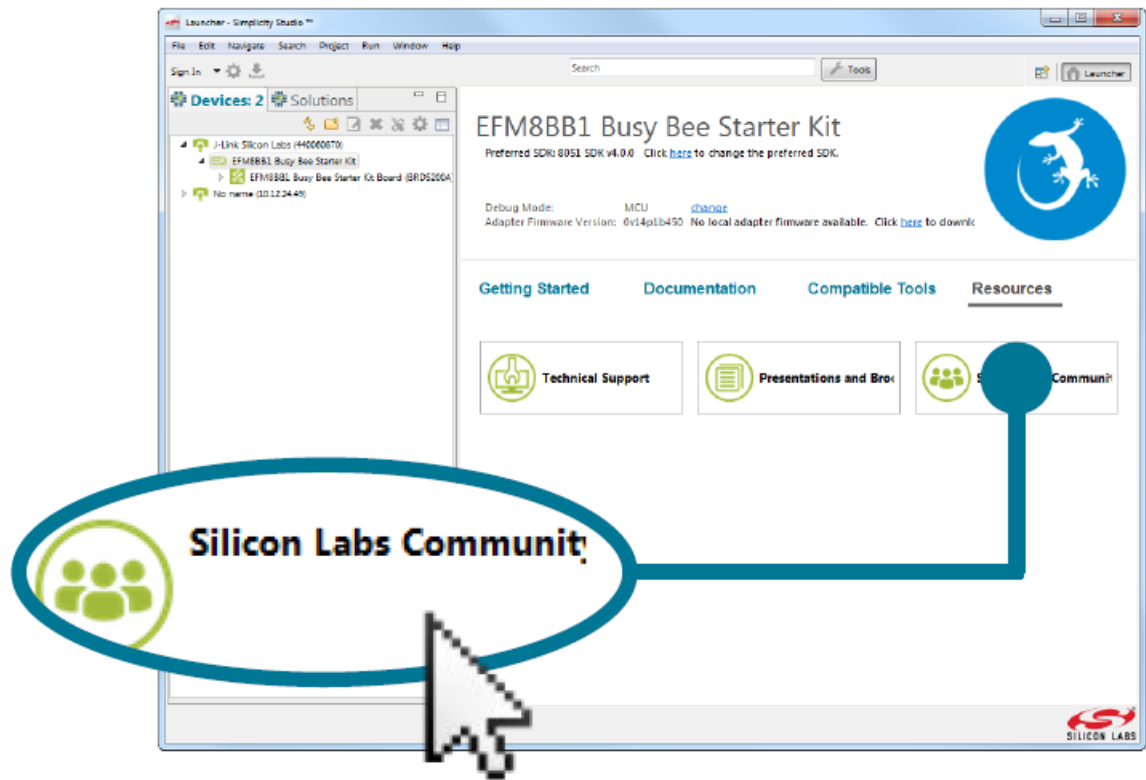 Launcher - Simplicity Studio ™
File Edit Navigate Search Project Run Window Help
Sign In Search Tools Launcher
Devices: 2 Solutions
J-Link Silicon Labs (440060870)
EFM8BB1 Busy Bee Starter Kit
EFM8BB1 Busy Bee Starter Kit Board (BRD5200A)
No name (10.12.34.49)
EFM8BB1 Busy Bee Starter Kit
Preferred SDK: 8051 SDK v4.0.0 Click here to change the preferred SDK.
Debug Mode: MCU change
Adapter Firmware Version: 0v14p1b450 No local adapter firmware available. Click here to downlc
Getting Started Documentation Compatible Tools Resources
Technical Support
Presentations and Broc
S Communit
Silicon Labs Community
SILICON LABS